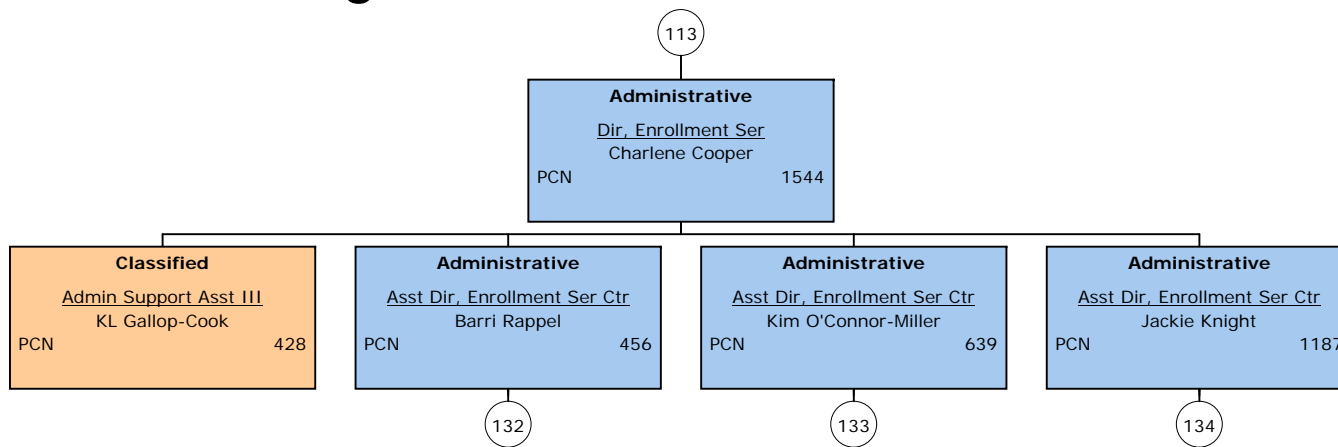 113
Administrative
Dir, Enrollment Ser
Charlene Cooper
PCN 1544
Classified
Admin Support Asst III
KL Gallop-Cook
PCN 428
Administrative
Asst Dir, Enrollment Ser Ctr
Barri Rappel
PCN 456
Administrative
Asst Dir, Enrollment Ser Ctr
Kim O'Connor-Miller
PCN 639
Administrative
Asst Dir, Enrollment Ser Ctr
Jackie Knight
PCN 1187
132
133
134